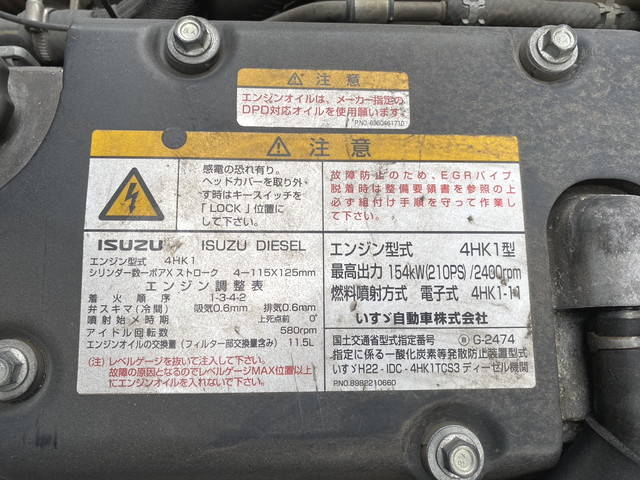 注意
エンジンオイルは、メーカー指定の
DPD対応オイルを使用願います
P.NO. 8980461710
注意
感電の恐れ有り。
ヘッドカバーを取り外
す時はキースイッチを
「LOCK」位置に
して下さい。
故障防止のため、EGRパイプ
脱着時は整備要領書を参照の上
必ず組付け手順を守って作業し
て下さい。
ISUZU ISUZU DIESEL
エンジン型式 4HK1
シリンダ数ーボアXストローク 4-115X125mm
エンジン調整表
着火順序 1-3-4-2
弁スキマ(冷間) 吸気0.6mm 排気0.6mm
噴射始メ時期 上死点前 0°
アイドル回転数 580rpm
エンジンオイルの交換量(フィルター部交換量含み) 11.5L
(注)レベルゲージを抜いて注入して下さい。
故障の原因となるのでレベルゲージMAX位置以上
にエンジンオイルを入れないで下さい。
エンジン型式 4HK1型
最高出力 154kW(210PS)/2400rpm
燃料噴射方式 電子式 4HK1-11
いすゞ自動車株式会社
国土交通省型式指定番号 G-2474
指定に係る一酸化炭素等発散防止装置型式
いすゞH22-IDC-4HK1TCS3 ディーゼル機関
P.NO. 8982210660